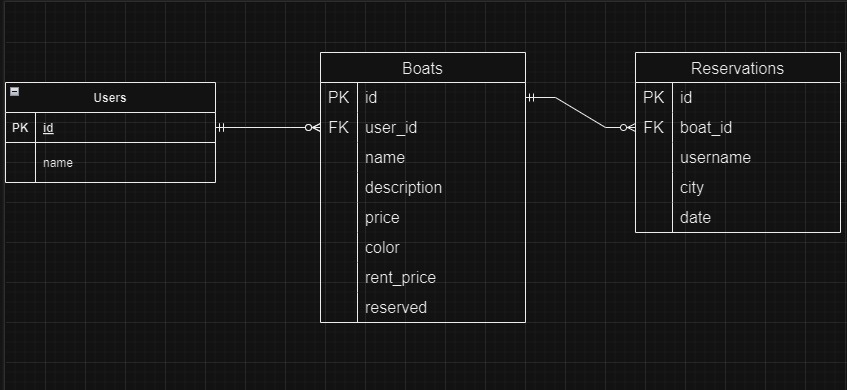 Users
PK id
name
Boats
PK id
FK user_id
name
description
price
color
rent_price
reserved
Reservations
PK id
FK boat_id
username
city
date